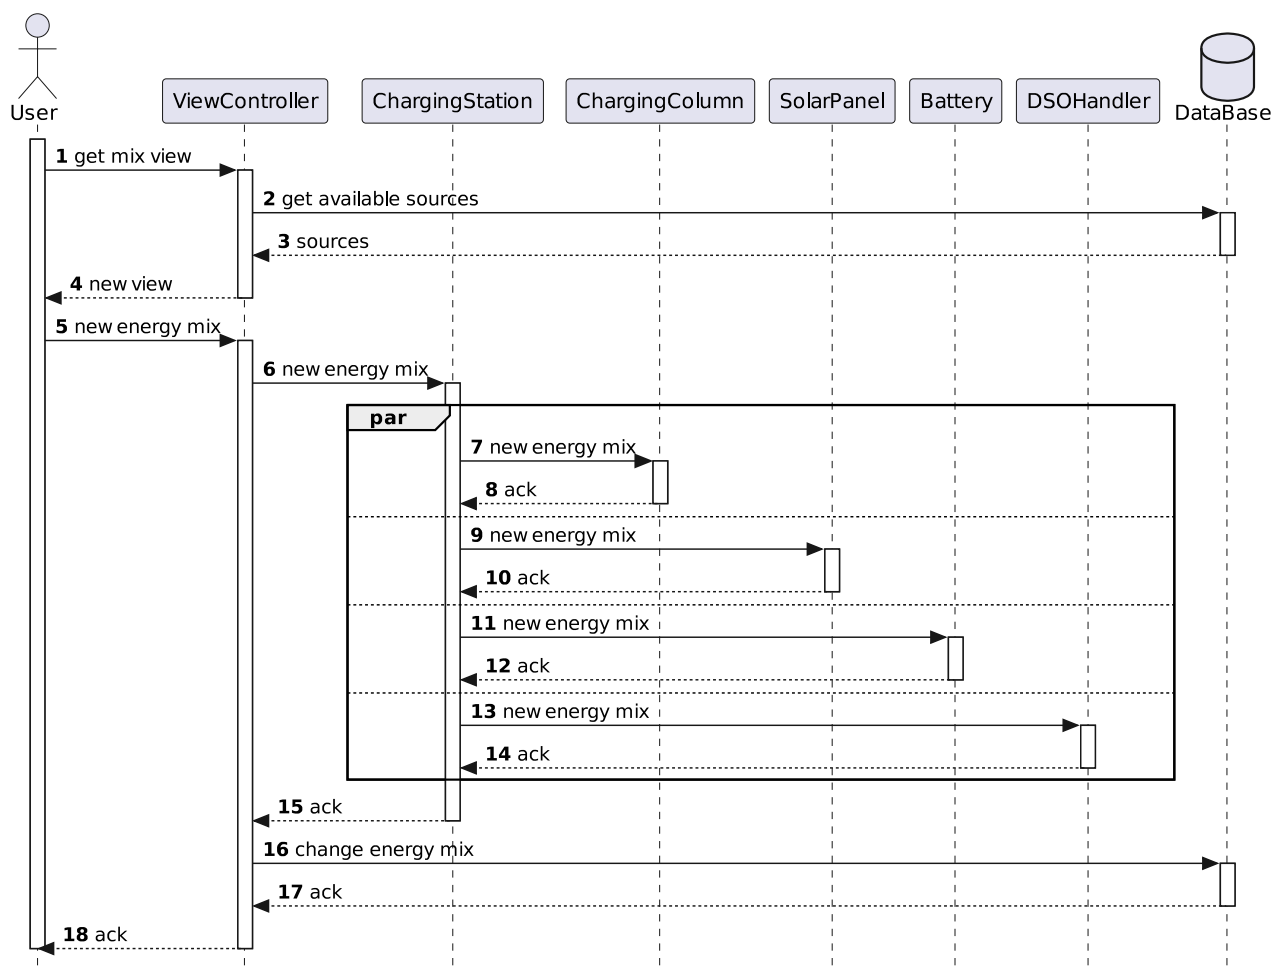 User
ViewController
ChargingStation
ChargingColumn
SolarPanel
Battery
DSOHandler
DataBase
1 get mix view
2 get available sources
3 sources
4 new view
5 new energy mix
6 new energy mix
par
7 new energy mix
8 ack
9 new energy mix
10 ack
11 new energy mix
12 ack
13 new energy mix
14 ack
15 ack
16 change energy mix
17 ack
18 ack